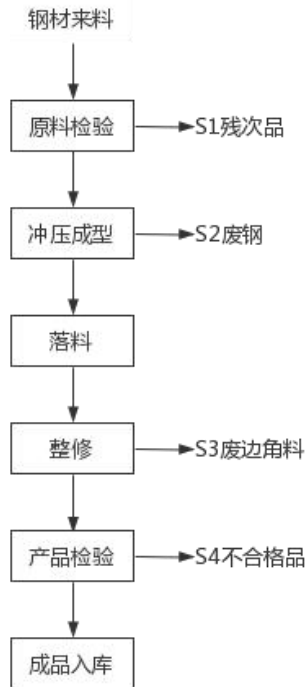 钢材来料
原料检验
S1残次品
冲压成型
S2废钢
落料
整修
S3废边角料
产品检验
S4不合格品
成品入库